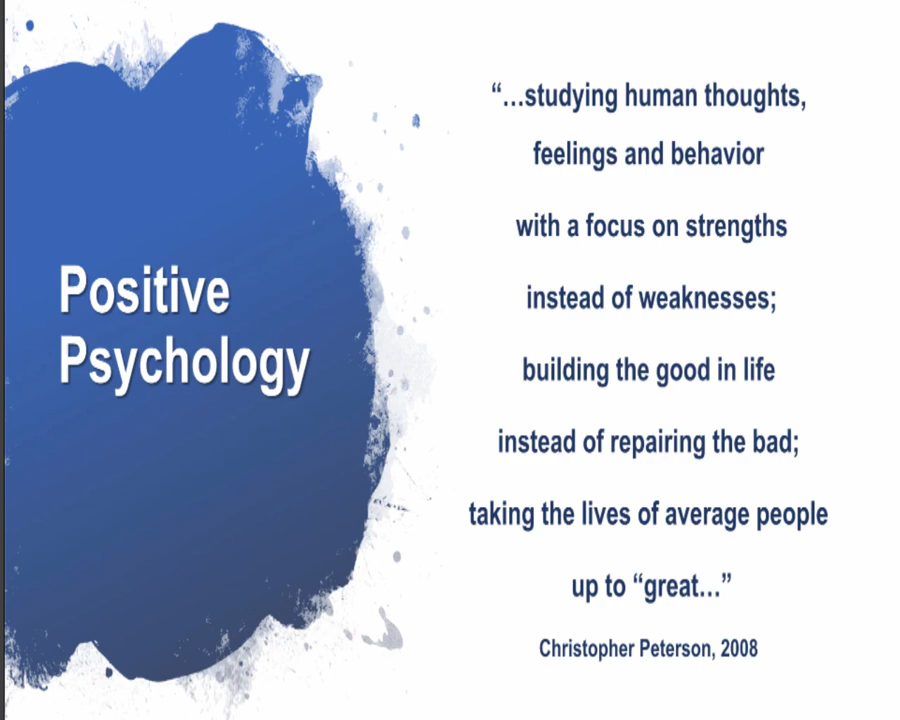 Positive
Psychology
“...studying human thoughts,
feelings and behavior
with a focus on strengths
instead of weaknesses;
building the good in life
instead of repairing the bad;
taking the lives of average people
up to “great...”
Christopher Peterson, 2008